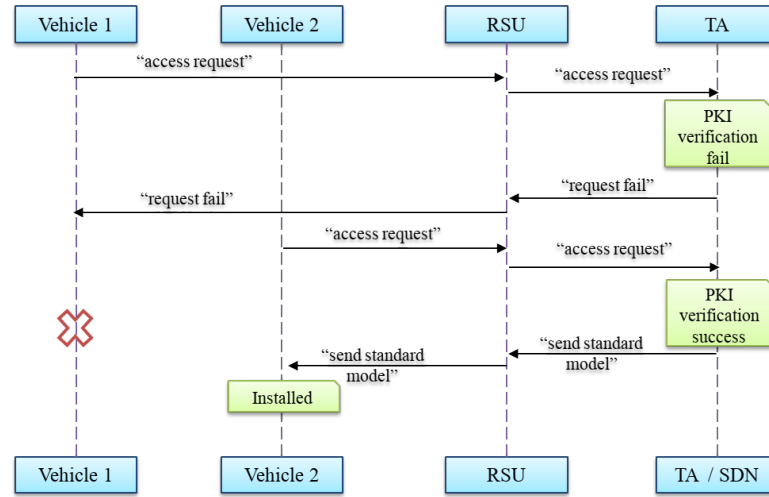 Vehicle 1
Vehicle 2
RSU
TA
“access request”
“access request”
PKI
verification
fail
“request fail”
“request fail”
“access request”
“access request”
PKI
verification
success
“send standard
model”
“send standard
model”
Installed
Vehicle 1
Vehicle 2
RSU
TA / SDN